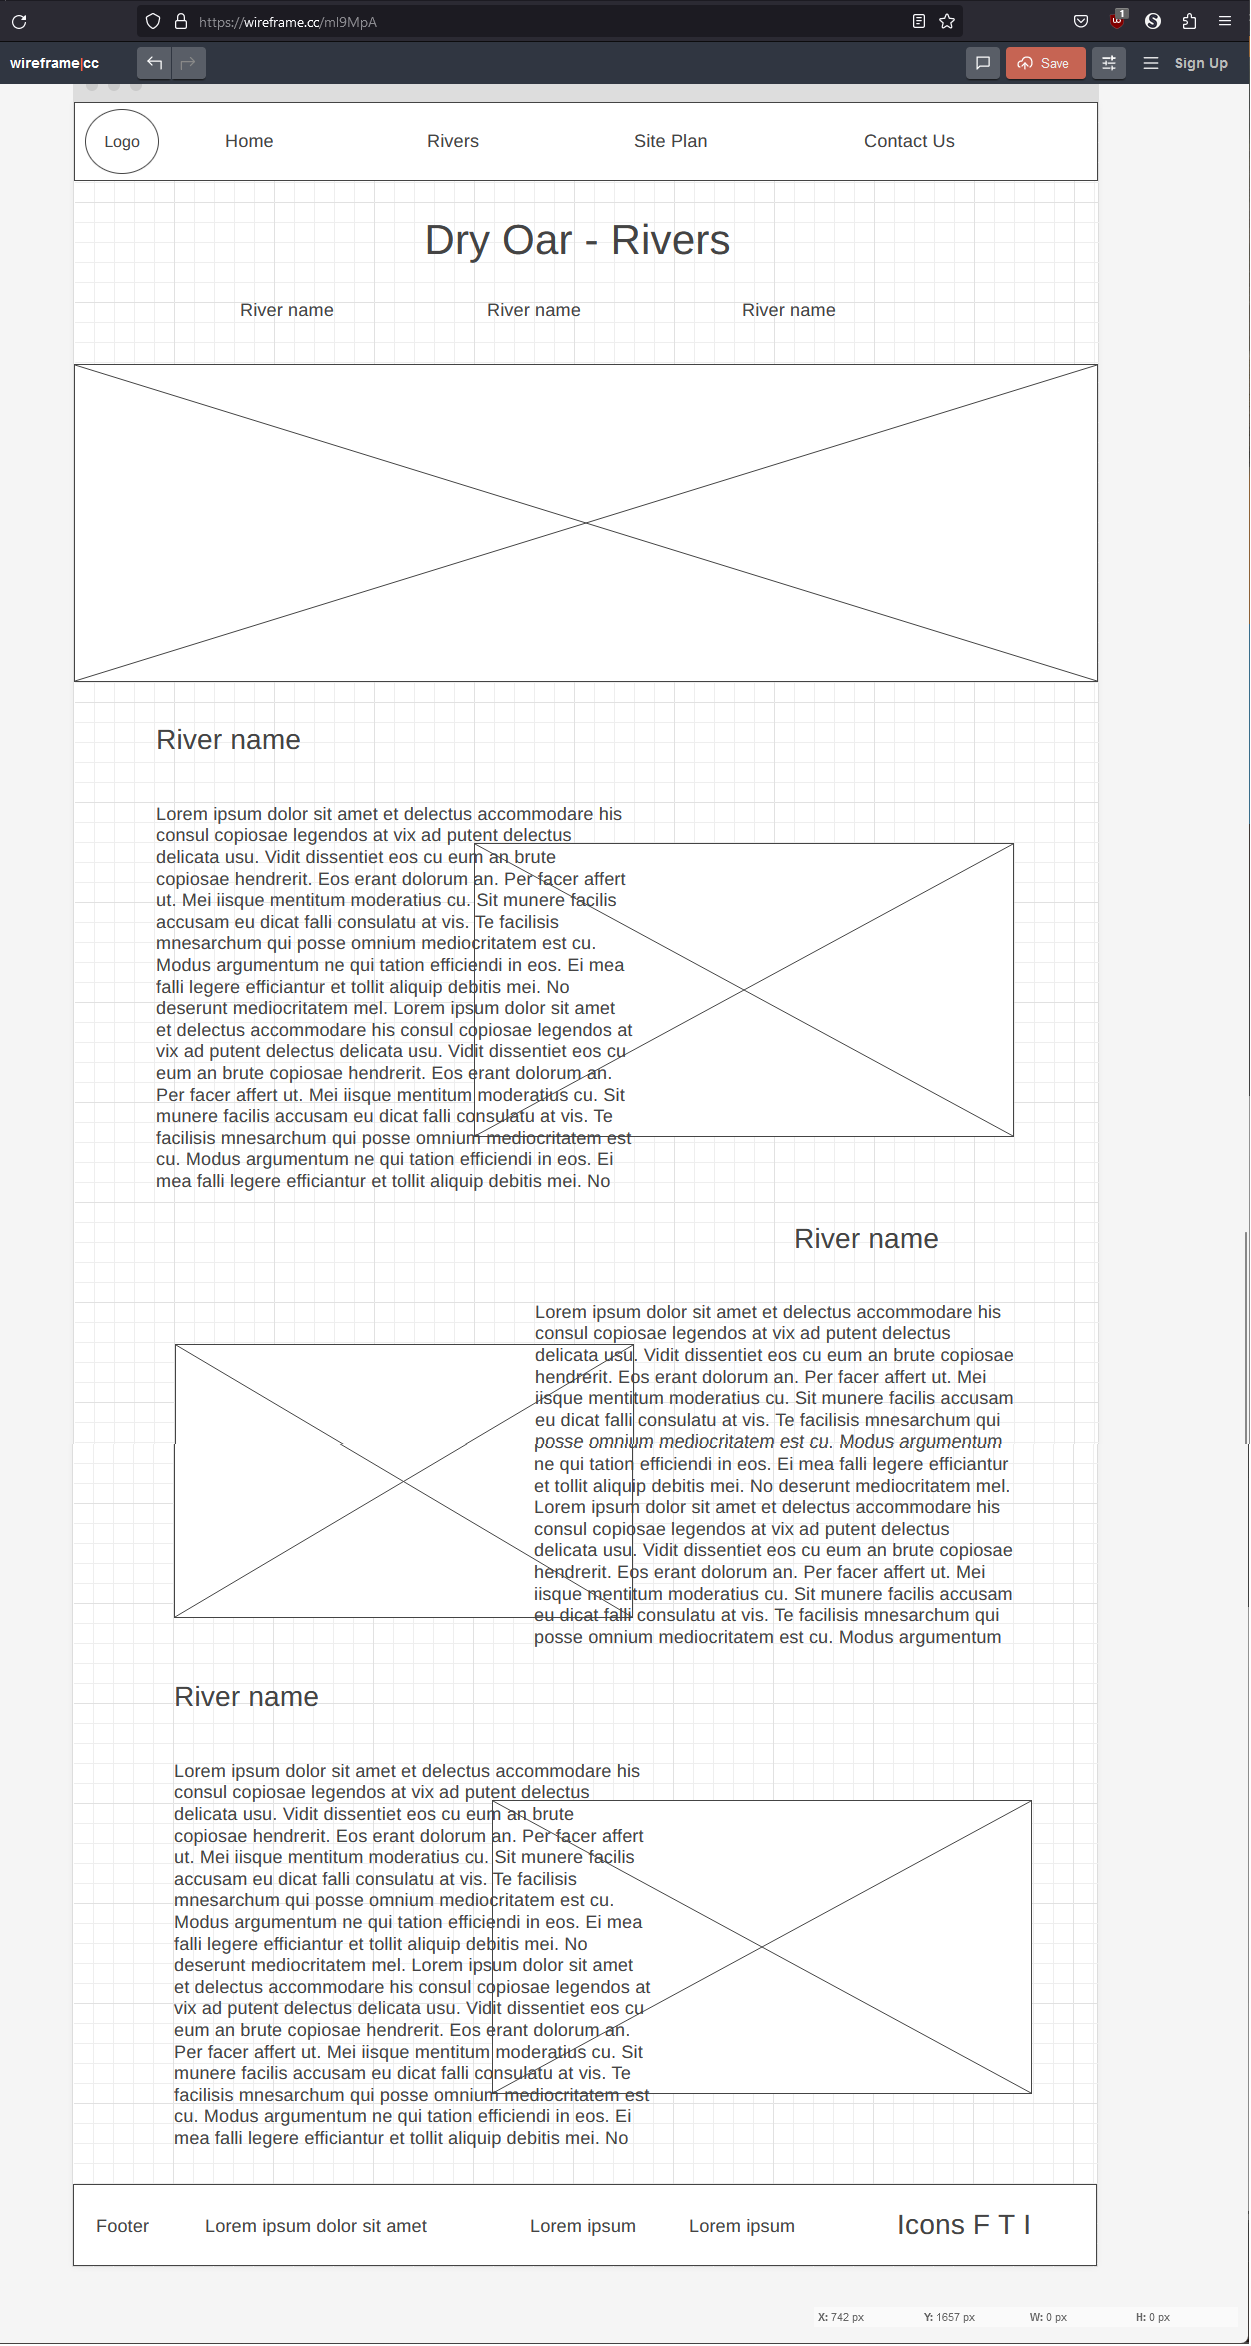 https://wireframe.cc/ml9MpA
1
wireframe|cc
Save
Sign Up
Logo
Home
Rivers
Site Plan
Contact Us
Dry Oar - Rivers
River name
River name
River name
River name
Lorem ipsum dolor sit amet et delectus accommodare his
consul copiosae legendos at vix ad putent delectus
delicata usu. Vidit dissentiet eos cu eum an brute
copiosae hendrerit. Eos erant dolorum an. Per facer affert
ut. Mei iisque mentitum moderatius cu. Sit munere facilis
accusam eu dicat falli consulatu at vis. Te facilisis
mnesarchum qui posse omnium mediocritatem est cu.
Modus argumentum ne qui tation efficiendi in eos. Ei mea
falli legere efficiantur et tollit aliquip debitis mei. No
deserunt mediocritatem mel. Lorem ipsum dolor sit amet
et delectus accommodare his consul copiosae legendos at
vix ad putent delectus delicata usu. Vidit dissentiet eos cu
eum an brute copiosae hendrerit. Eos erant dolorum an.
Per facer affert ut. Mei iisque mentitum moderatius cu. Sit
munere facilis accusam eu dicat falli consulatu at vis. Te
facilisis mnesarchum qui posse omnium mediocritatem est
cu. Modus argumentum ne qui tation efficiendi in eos. Ei
mea falli legere efficiantur et tollit aliquip debitis mei. No
River name
Lorem ipsum dolor sit amet et delectus accommodare his
consul copiosae legendos at vix ad putent delectus
delicata usu. Vidit dissentiet eos cu eum an brute copiosae
hendrerit. Eos erant dolorum an. Per facer affert ut. Mei
iisque mentitum moderatius cu. Sit munere facilis accusam
eu dicat falli consulatu at vis. Te facilisis mnesarchum qui
posse omnium mediocritatem est cu. Modus argumentum
ne qui tation efficiendi in eos. Ei mea falli legere efficiantur
et tollit aliquip debitis mei. No deserunt mediocritatem mel.
Lorem ipsum dolor sit amet et delectus accommodare his
consul copiosae legendos at vix ad putent delectus
delicata usu. Vidit dissentiet eos cu eum an brute copiosae
hendrerit. Eos erant dolorum an. Per facer affert ut. Mei
iisque mentitum moderatius cu. Sit munere facilis accusam
eu dicat falli consulatu at vis. Te facilisis mnesarchum qui
posse omnium mediocritatem est cu. Modus argumentum
River name
Lorem ipsum dolor sit amet et delectus accommodare his
consul copiosae legendos at vix ad putent delectus
delicata usu. Vidit dissentiet eos cu eum an brute
copiosae hendrerit. Eos erant dolorum an. Per facer affert
ut. Mei iisque mentitum moderatius cu. Sit munere facilis
accusam eu dicat falli consulatu at vis. Te facilisis
mnesarchum qui posse omnium mediocritatem est cu.
Modus argumentum ne qui tation efficiendi in eos. Ei mea
falli legere efficiantur et tollit aliquip debitis mei. No
deserunt mediocritatem mel. Lorem ipsum dolor sit amet
et delectus accommodare his consul copiosae legendos at
vix ad putent delectus delicata usu. Vidit dissentiet eos cu
eum an brute copiosae hendrerit. Eos erant dolorum an.
Per facer affert ut. Mei iisque mentitum moderatius cu. Sit
munere facilis accusam eu dicat falli consulatu at vis. Te
facilisis mnesarchum qui posse omnium mediocritatem est
cu. Modus argumentum ne qui tation efficiendi in eos. Ei
mea falli legere efficiantur et tollit aliquip debitis mei. No
Footer
Lorem ipsum dolor sit amet
Lorem ipsum
Lorem ipsum
Icons F T I
X: 742 px
Y: 1657 px
W: 0 px
H: 0 px